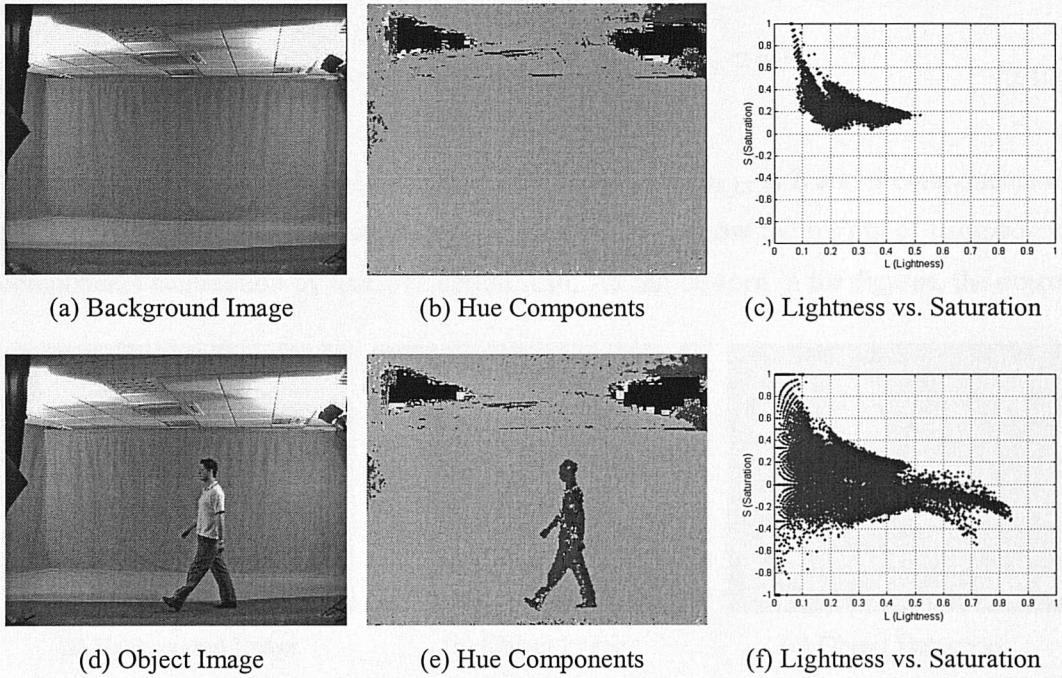 1
0.8
0.6
0.4
0.2
0
-0.2
-0.4
-0.6
-0.8
-1
S (Saturation)
0 0.1 0.2 0.3 0.4 0.5 0.6 0.7 0.8 0.9 1
L (Lightness)
(a) Background Image
(b) Hue Components
(c) Lightness vs. Saturation
1
0.8
0.6
0.4
0.2
0
-0.2
-0.4
-0.6
-0.8
-1
S (Saturation)
0 0.1 0.2 0.3 0.4 0.5 0.6 0.7 0.8 0.9 1
L (Lightness)
(d) Object Image
(e) Hue Components
(f) Lightness vs. Saturation